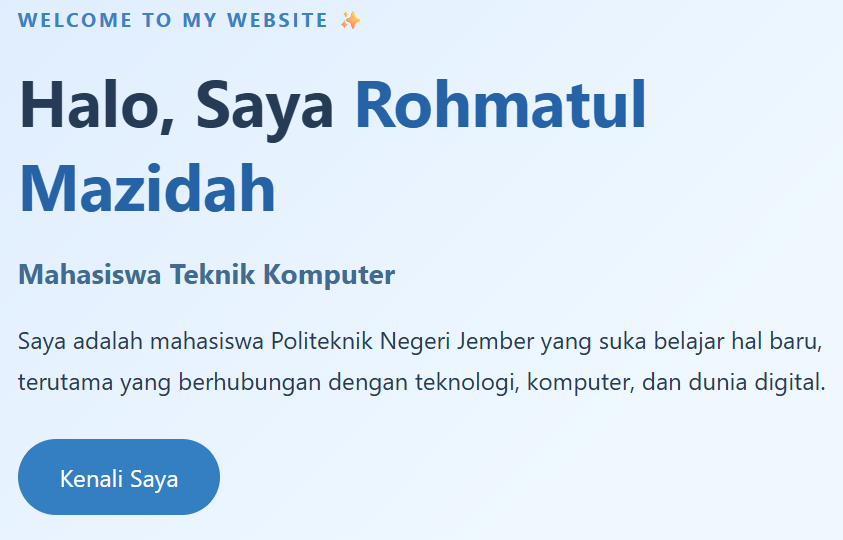 WELCOME TO MY WEBSITE ✨
Halo, Saya Rohmatul
Mazidah
Mahasiswa Teknik Komputer
Saya adalah mahasiswa Politeknik Negeri Jember yang suka belajar hal baru,
terutama yang berhubungan dengan teknologi, komputer, dan dunia digital.
Kenali Saya